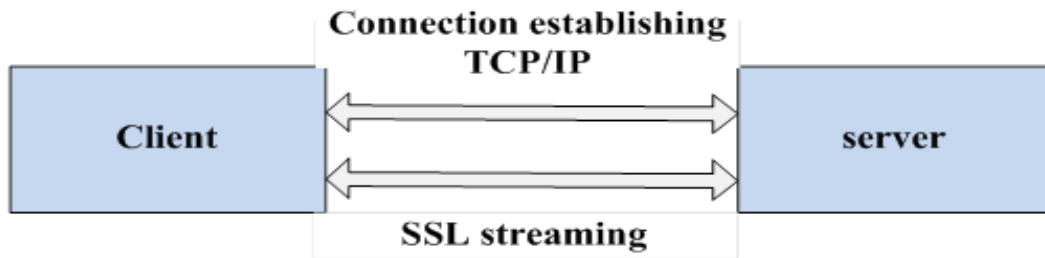 Connection establishing
TCP/IP
Client
server
SSL streaming